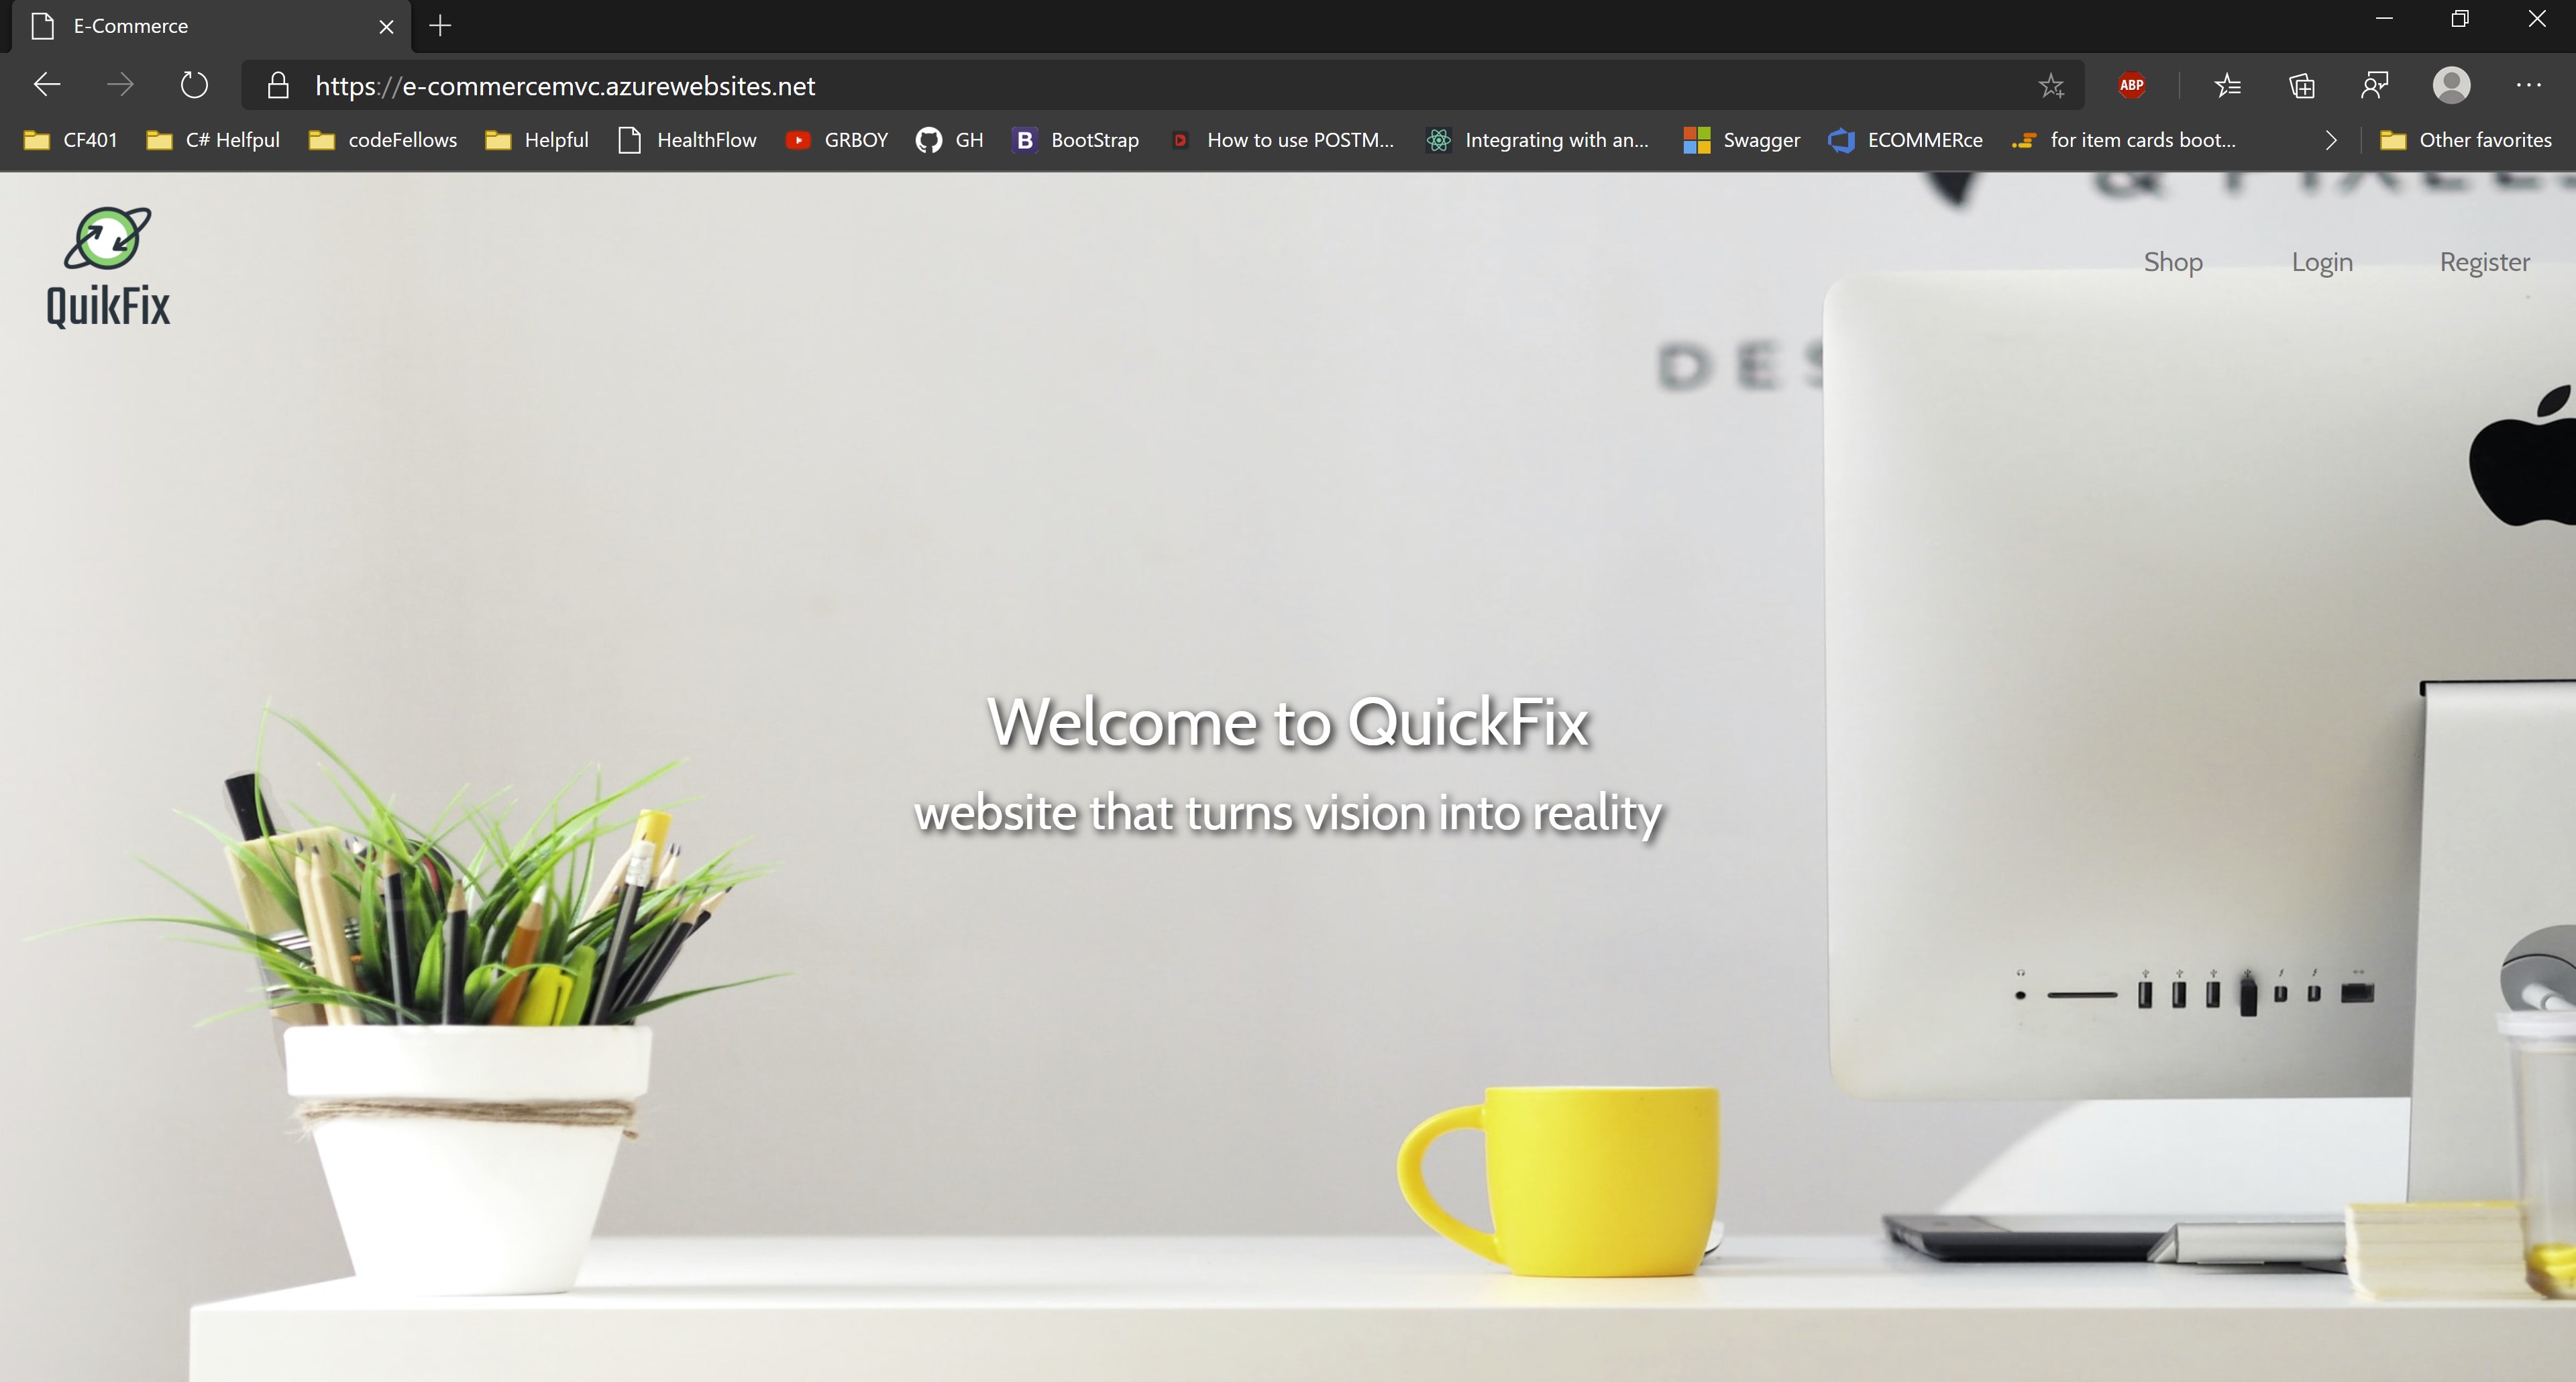 E-Commerce
https://e-commercemvc.azurewebsites.net
ABP
CF401 C# Helfpul codeFellows Helpful HealthFlow GRBOY GH B BootStrap How to use POSTM... Integrating with an... Swagger ECOMMERce for item cards boot... Other favorites
QuikFix
Shop Login Register
DES
Welcome to QuickFix
website that turns vision into reality